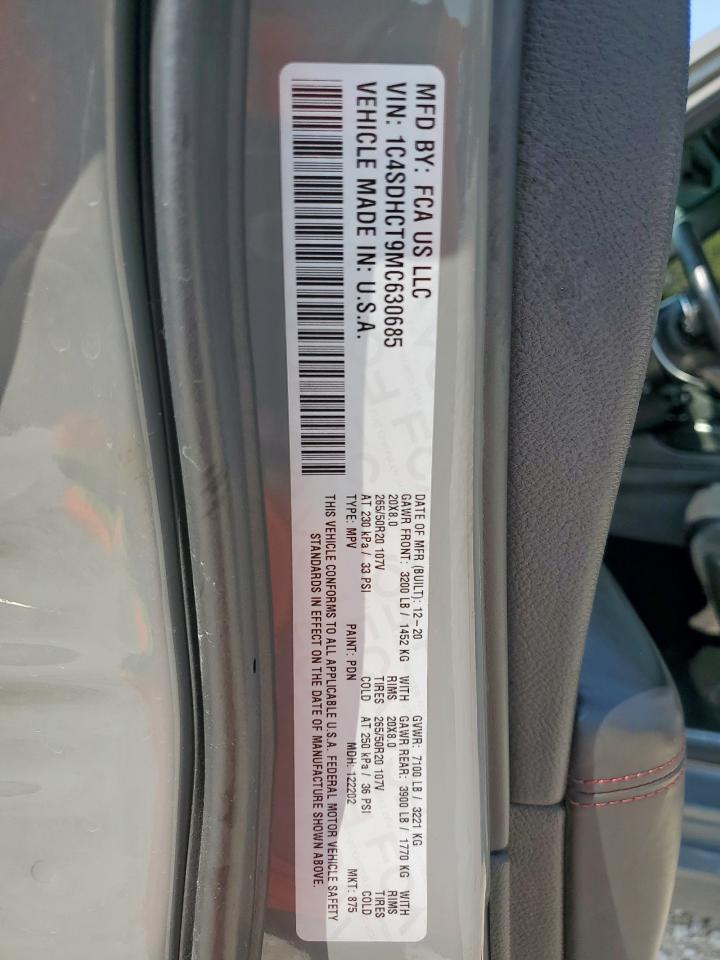 MFD BY: FCA US LLC
VIN: 1C4SDHCT9MC630685
VEHICLE MADE IN: U.S.A.
DATE OF MFR (BUILT): 12-20 GVWR: 7100 LB / 3221 KG
GAWR FRONT: 3200 LB / 1452 KG WITH GAWR REAR: 3900 LB / 1770 KG WITH
20X8.0 RIMS 20X8.0 RIMS
265/50R20 107V TIRES 265/50R20 107V TIRES
AT 230 kPa / 33 PSI COLD AT 250 kPa / 36 PSI COLD
TYPE: MPV PAINT: PDN MDH: 122202 MKT: 875
THIS VEHICLE CONFORMS TO ALL APPLICABLE U.S.A. FEDERAL MOTOR VEHICLE SAFETY
STANDARDS IN EFFECT ON THE DATE OF MANUFACTURE SHOWN ABOVE.